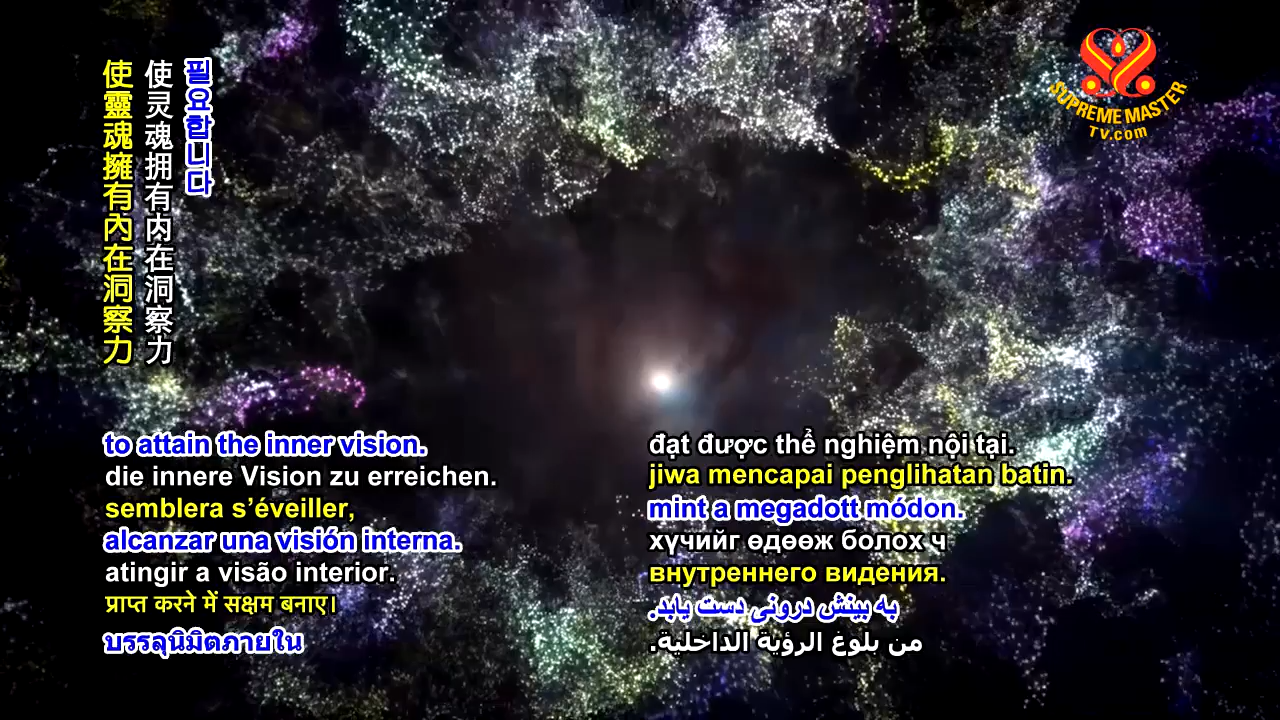 필요합니다
使灵魂拥有内在洞察力
使靈魂擁有內在洞察力
SUPREME MASTER
TV.com
to attain the inner vision.
die innere Vision zu erreichen.
semblera s’éveiller,
alcanzar una visión interna.
atingir a visão interior.
प्राप्त करने में सक्षम बनाए।
บรรลุนิมิตภายใน
đạt được thể nghiệm nội tại.
jiwa mencapai penglihatan batin.
mint a megadott módon.
хүчийг өдөөж болох ч
внутреннего видения.
به بینش درونی دست یابد.
من بلوغ الرؤية الداخلية.